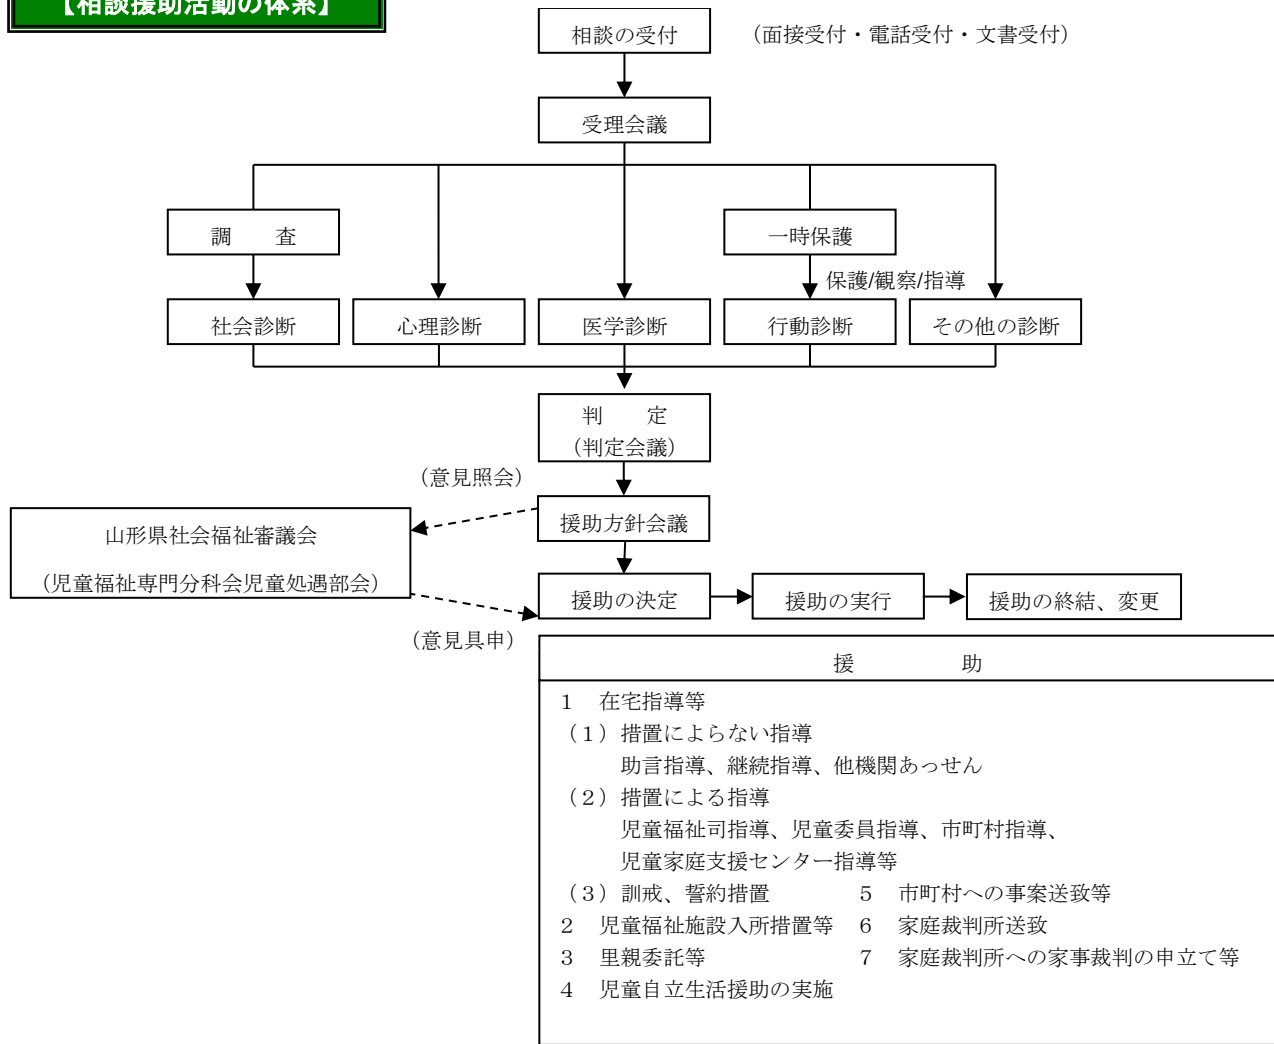 【相談援助活動の体系】
相談の受付
（面接受付・電話受付・文書受付）
受理会議
調　査
一時保護
保護/観察/指導
社会診断
心理診断
医学診断
行動診断
その他の診断
判　定
（判定会議）
（意見照会）
援助方針会議
山形県社会福祉審議会
（児童福祉専門分科会児童処遇部会）
援助の決定
援助の実行
援助の終結、変更
（意見具申）
援　助
１　在宅指導等
（１）措置によらない指導
助言指導、継続指導、他機関あっせん
（２）措置による指導
児童福祉司指導、児童委員指導、市町村指導、
児童家庭支援センター指導等
（３）訓戒、誓約措置
５　市町村への事案送致等
２　児童福祉施設入所措置等
６　家庭裁判所送致
３　里親委託等
７　家庭裁判所への家事裁判の申立て等
４　児童自立生活援助の実施